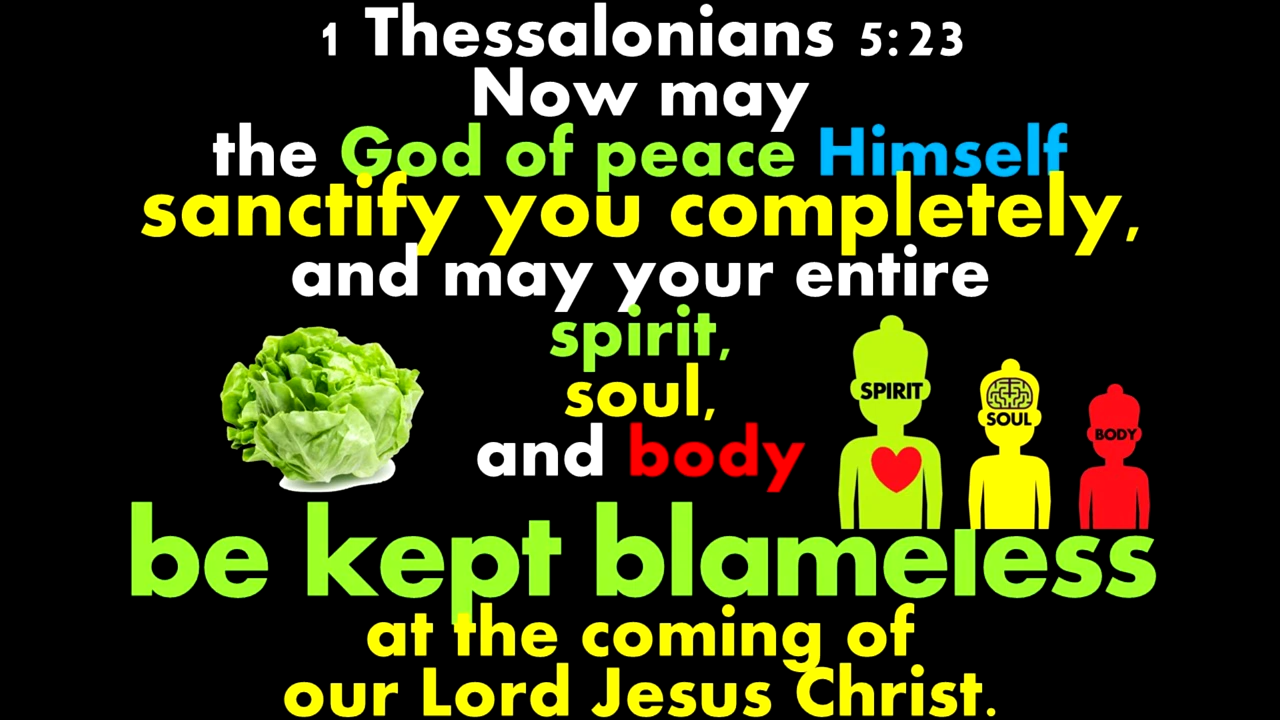 1 Thessalonians 5:23
Now may
the God of peace Himself
sanctify you completely,
and may your entire
spirit,
soul,
and body
SPIRIT
SOUL
BODY
be kept blameless
at the coming of
our Lord Jesus Christ.